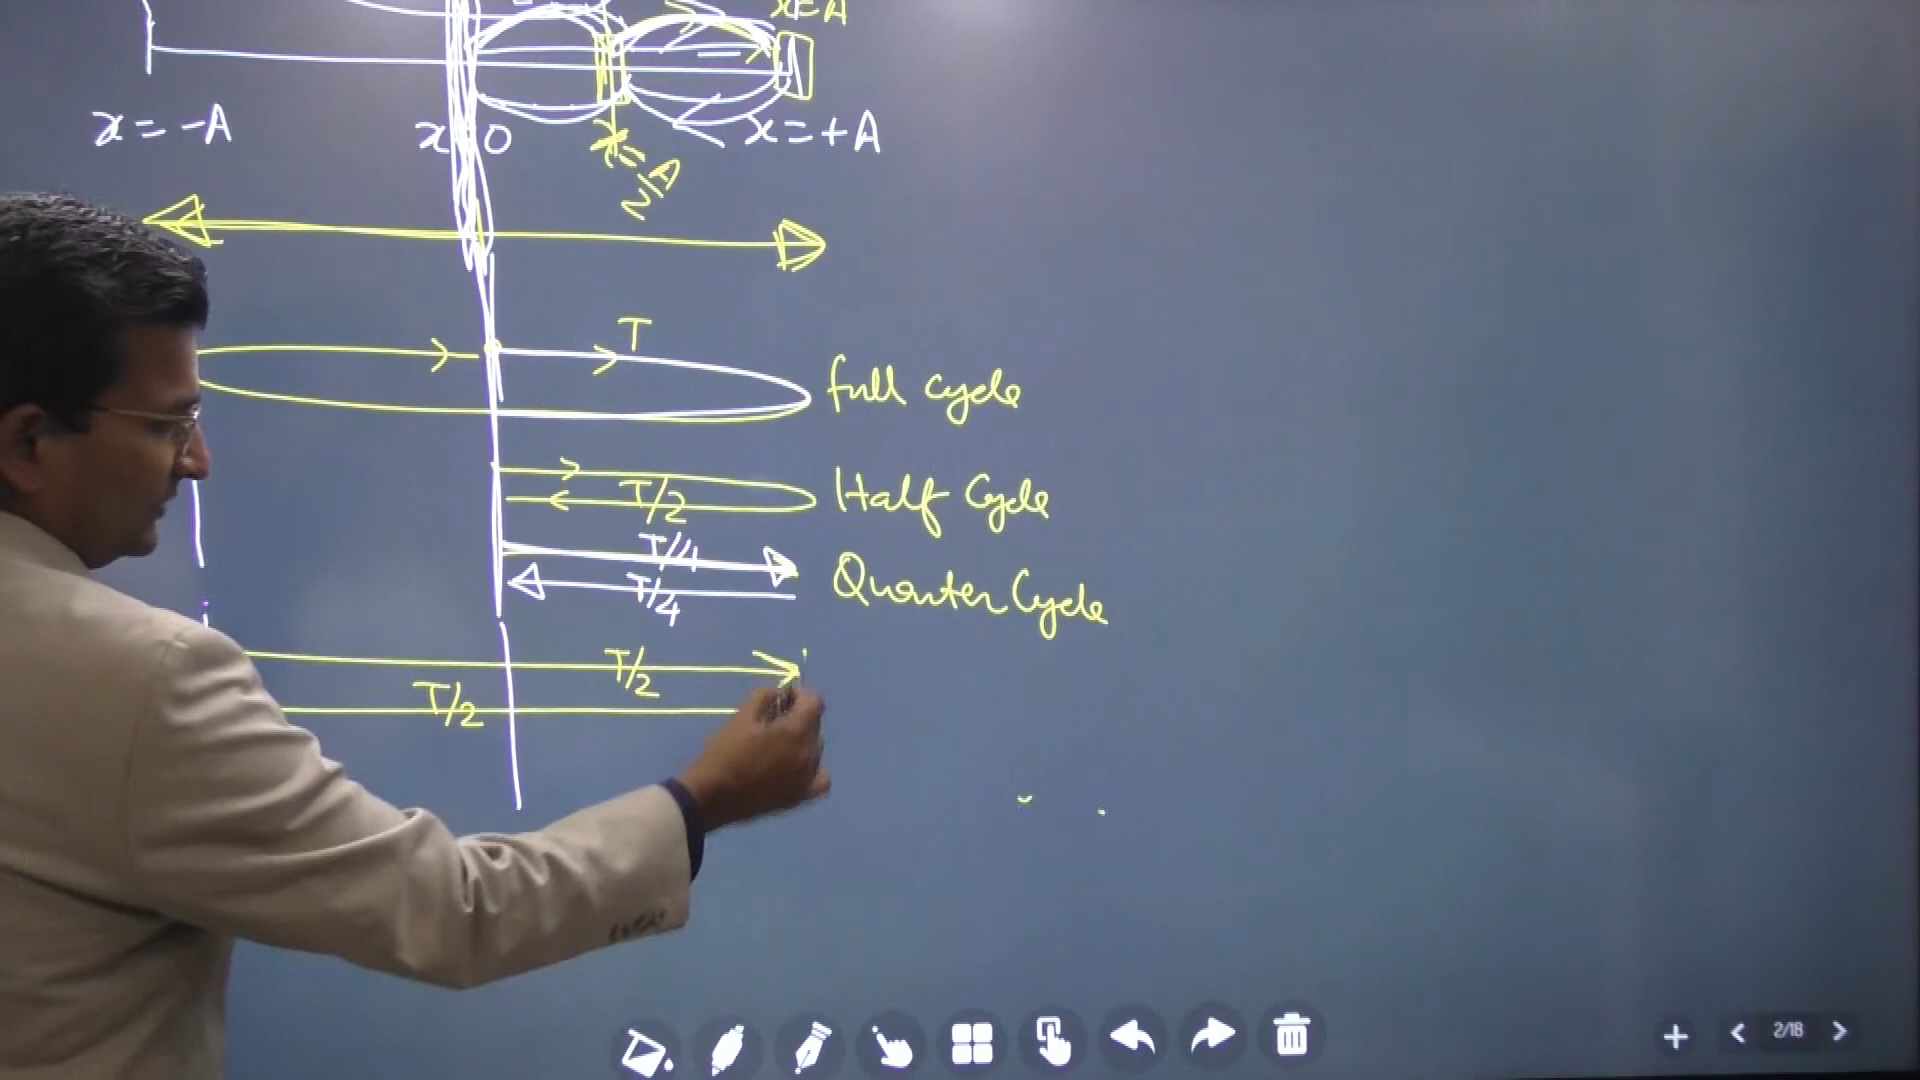 x=A
x = -A
x=0
x = +A
x = A/2
T
full cycle
T/2
Half Cycle
T/4
T/4
Quarter Cycle
T/2
T/2
2/18